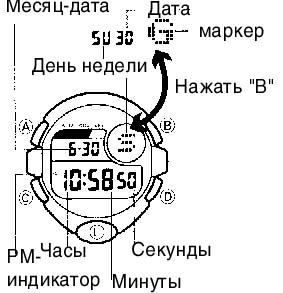 Месяц-дата
Дата
SU 30
G
маркер
День недели
Нажать "B"
A
B
6-30
10:58 50
C
D
L
PM-
индикатор
Часы
Минуты
Секунды